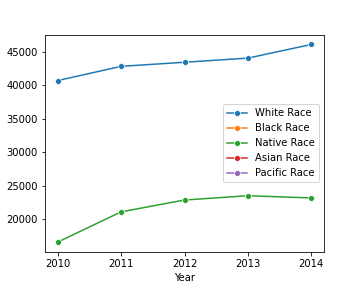 45000
40000
35000
30000
25000
20000
White Race
Black Race
Native Race
Asian Race
Pacific Race
2010 2011 2012 2013 2014
Year